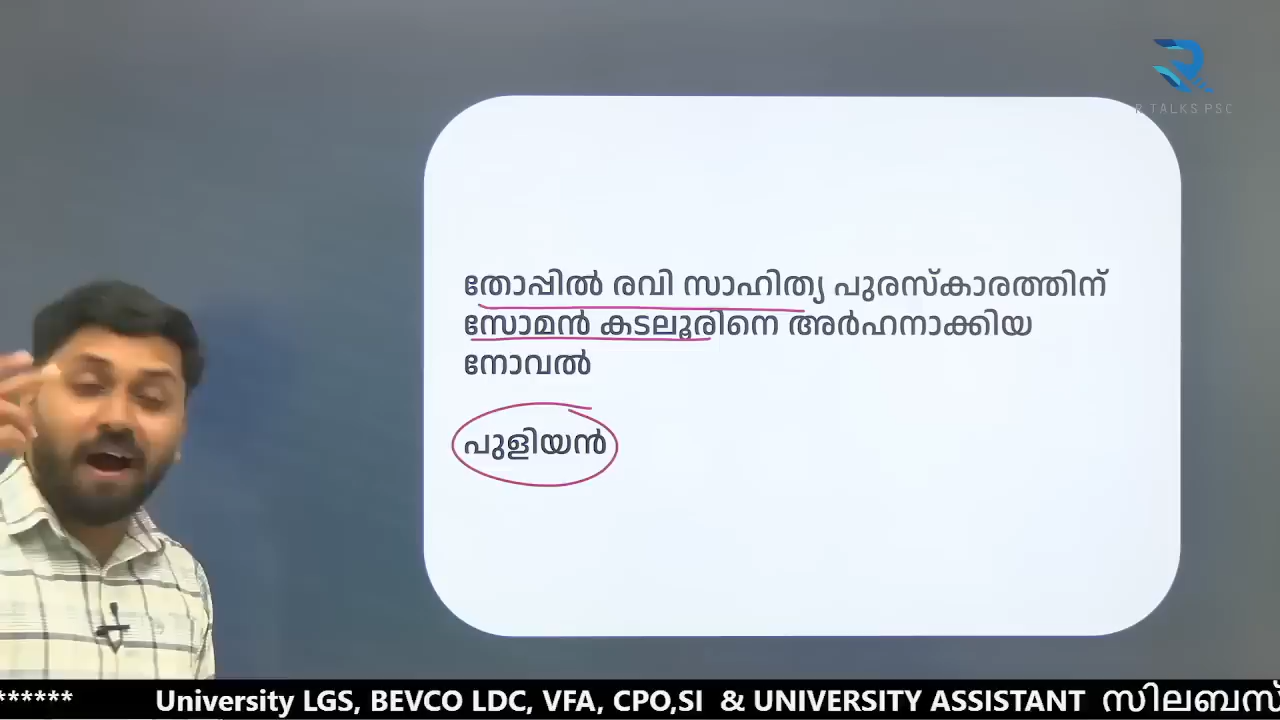 R TALKS PSC
തോപ്പിൽ രവി സാഹിത്യ പുരസ്കാരത്തിന്
സോമൻ കടലൂരിനെ അർഹനാക്കിയ
നോവൽ
പുളിയൻ
****** University LGS, BEVCO LDC, VFA, CPO,SI & UNIVERSITY ASSISTANT സിലബസ്